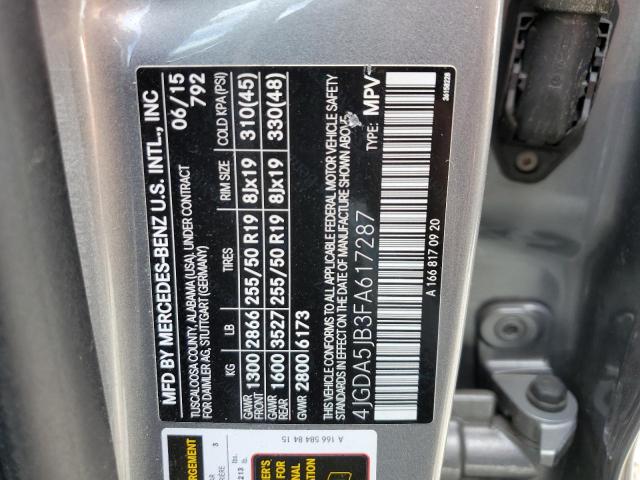 MFD BY MERCEDES-BENZ U.S. INTL., INC
TUSCALOOSA COUNTY, ALABAMA (USA). UNDER CONTRACT
FOR DAIMLER AG, STUTTGART (GERMANY)
06/15
792
KG LB TIRES RIM SIZE COLD KPA (PSI)
GAWR FRONT 1300 2866 255/50 R19 8Jx19 310(45)
GAWR REAR 1600 3527 255/50 R19 8Jx19 330(48)
GWR 2800 6173
VEHICLE CONFORMS TO ALL APPLICABLE FEDERAL MOTOR VEHICLE SAFETY
STANDARDS IN EFFECT ON THE DATE OF MANUFACTURE SHOWN ABOVE.
4JGDA5JB3FA617287
TYPE: MPV
A 166 817 09 20
36158228
A 166 584 84 15